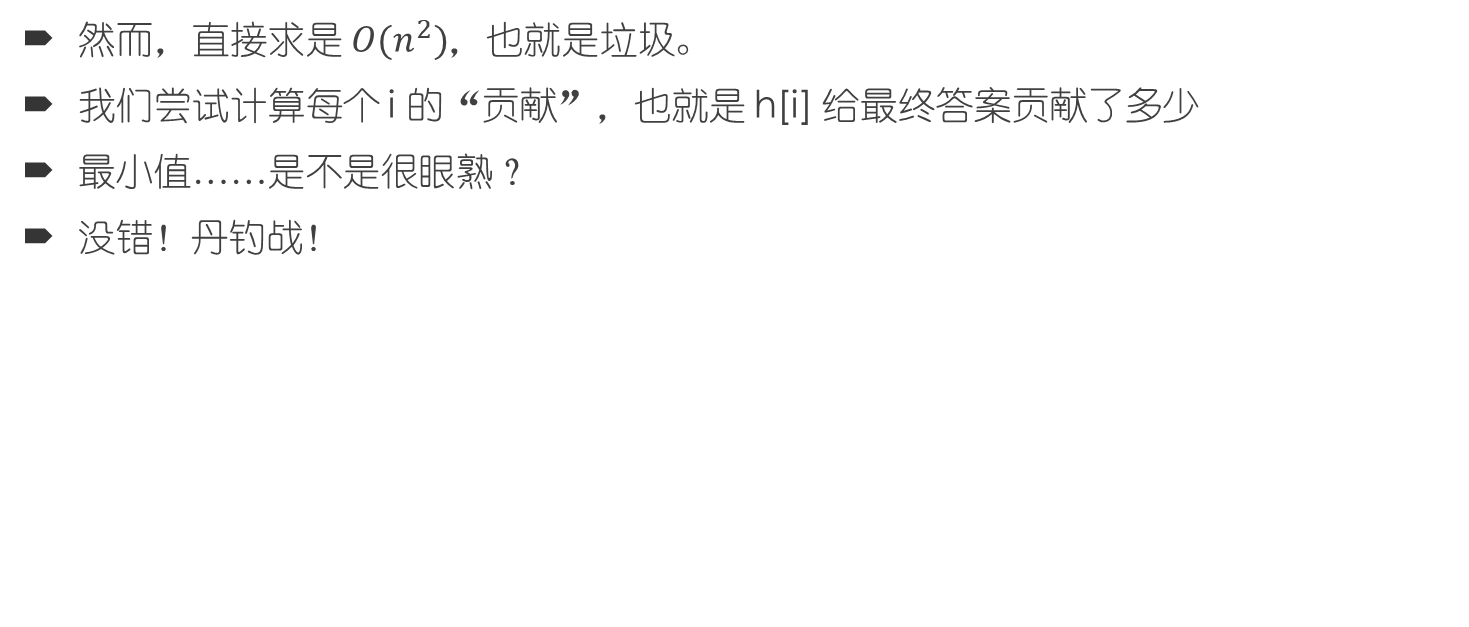 然而，直接求是 O(n²)，也就是垃圾。
我们尝试计算每个 i 的“贡献”，也就是 h[i] 给最终答案贡献了多少
最小值……是不是很眼熟？
没错！丹钓战！